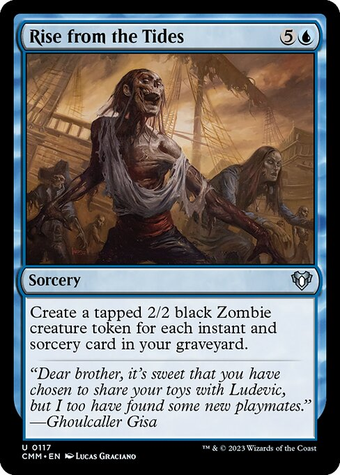 Rise from the Tides 5
Sorcery
Create a tapped 2/2 black Zombie
creature token for each instant and
sorcery card in your graveyard.
“Dear brother, it’s sweet that you have
chosen to share your toys with Ludevic,
but I too have found some new playmates.”
—Ghoulcaller Gisa
U 0117
CMM • EN Lucas Graciano ™ & © 2023 Wizards of the Coast